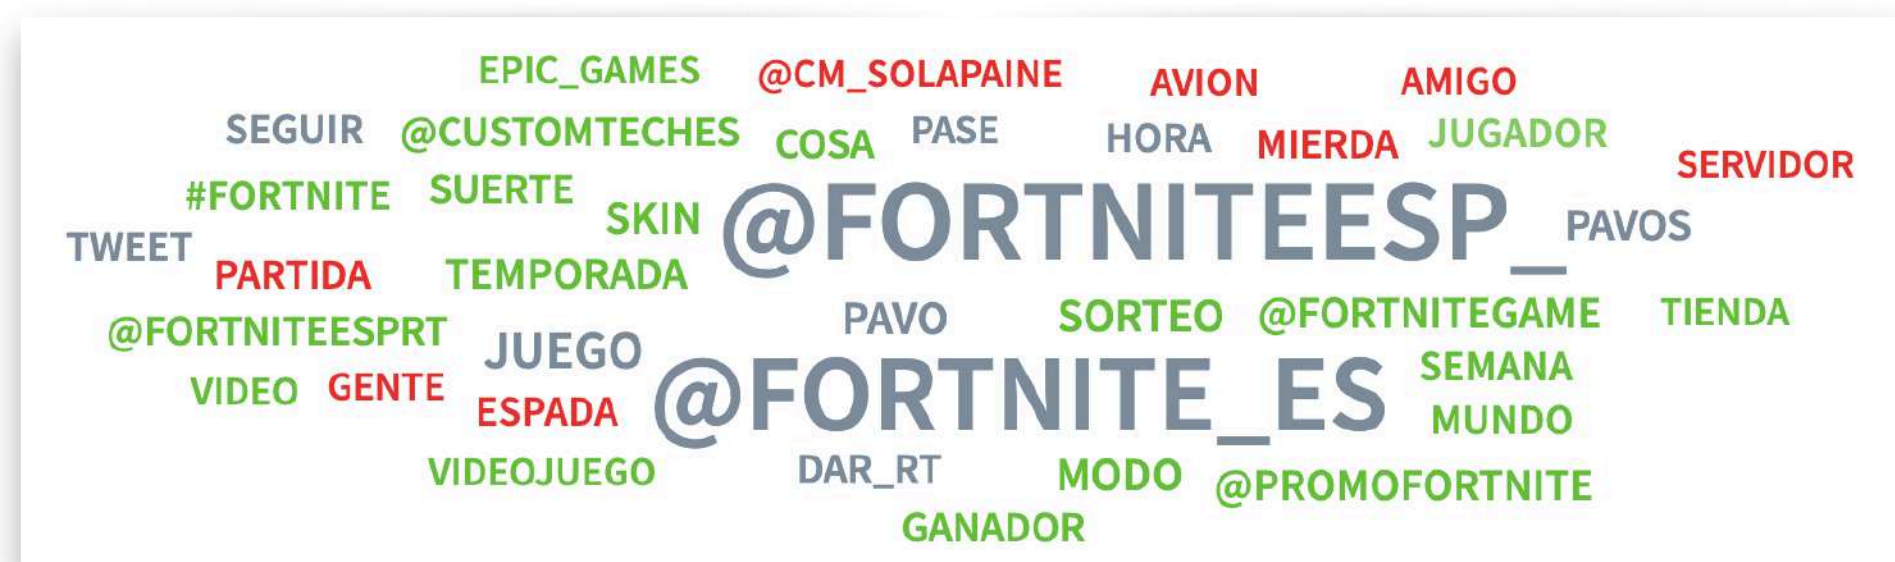 EPIC_GAMES @CM_SOLAPAINE AVION AMIGO
SEGUIR @CUSTOMTECHES COSA PASE HORA MIERDA JUGADOR
SERVIDOR
#FORTNITE SUERTE SKIN @FORTNITEESP_ PAVOS
TWEET PARTIDA TEMPORADA
@FORTNITEESPRT JUEGO PAVO SORTEO @FORTNITEGAME TIENDA
VIDEO GENTE ESPADA @FORTNITE_ES SEMANA
MUNDO
VIDEOJUEGO DAR_RT MODO @PROMOFORTNITE
GANADOR